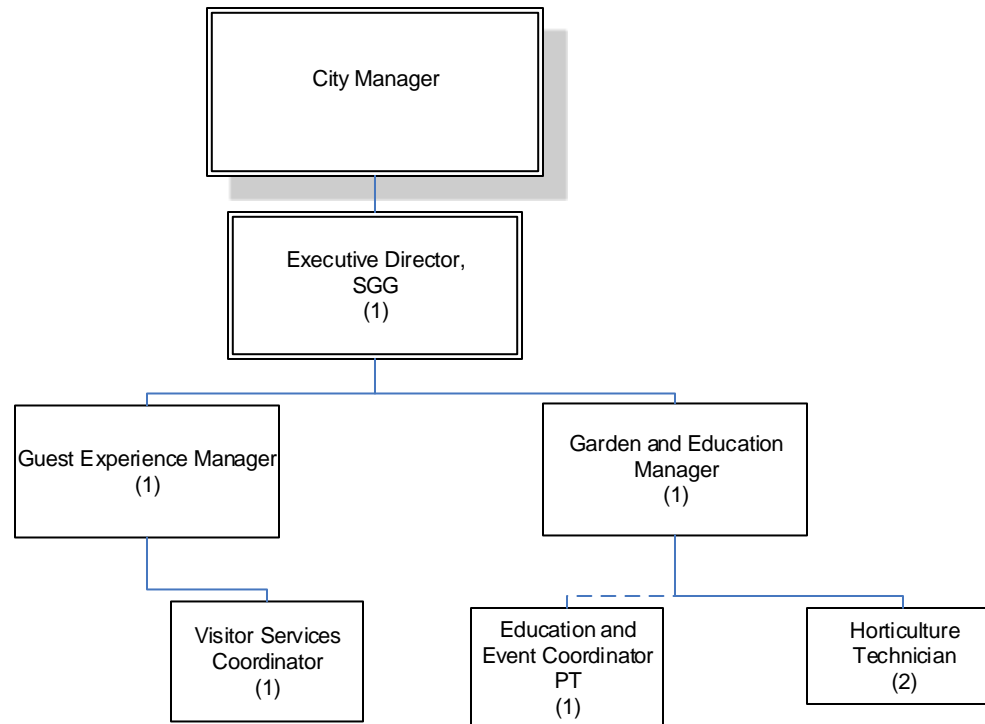 City Manager
Executive Director,
SGG
(1)
Guest Experience Manager
(1)
Garden and Education
Manager
(1)
Visitor Services
Coordinator
(1)
Education and
Event Coordinator
PT
(1)
Horticulture
Technician
(2)